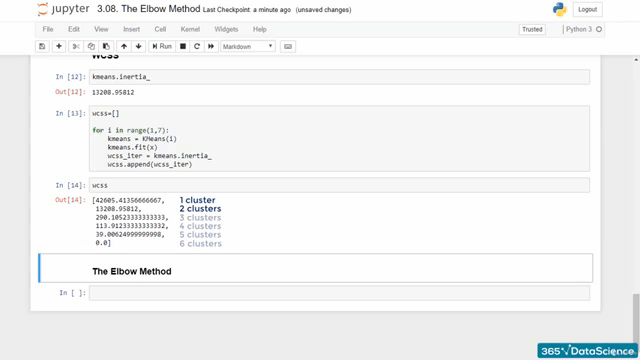 jupyter 3.08. The Elbow Method Last Checkpoint: a minute ago (unsaved changes) Logout
File Edit View Insert Cell Kernel Widgets Help Trusted Python 3
Run Markdown
WCSS
In [12]: kmeans.inertia_
Out[12]: 13208.95812
In [13]: wcss=[]
for i in range(1,7):
kmeans = KMeans(i)
kmeans.fit(x)
wcss_iter = kmeans.inertia_
wcss.append(wcss_iter)
In [14]: wcss
Out[14]: [42605.41356666667, 1 cluster
13208.95812, 2 clusters
290.10523333333333, 3 clusters
113.91233333333332, 4 clusters
39.00624999999998, 5 clusters
0.0] 6 clusters
The Elbow Method
In [ ]:
365 DataScience